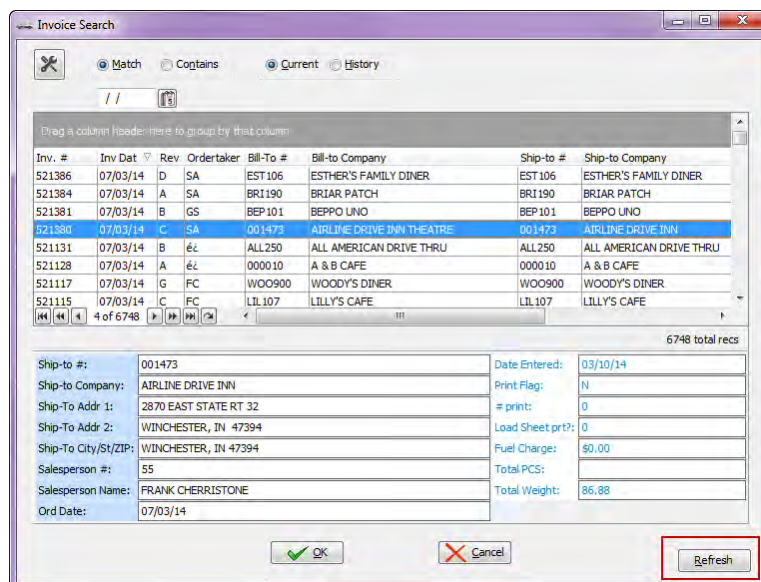 Invoice Search
Match Contains Current History
/ /
Drag a column header here to group by that column
Inv. # Inv Dat Rev Ordertaker Bill-To # Bill-to Company Ship-to # Ship-to Company
521386 07/03/14 D SA EST106 ESTHER'S FAMILY DINER EST106 ESTHER'S FAMILY DINER
521384 07/03/14 A SA BRI190 BRIAR PATCH BRI190 BRIAR PATCH
521381 07/03/14 B GS BEP101 BEPPO UNO BEP101 BEPPO UNO
521380 07/03/14 C SA 001473 AIRLINE DRIVE INN THEATRE 001473 AIRLINE DRIVE INN
521131 07/03/14 B é¿ ALL250 ALL AMERICAN DRIVE THRU ALL250 ALL AMERICAN DRIVE THRU
521128 07/03/14 A é¿ 000010 A & B CAFE 000010 A & B CAFE
521117 07/03/14 G FC WOO900 WOODY'S DINER WOO900 WOODY'S DINER
521115 07/03/14 C FC LIL107 LILLY'S CAFE LIL107 LILLY'S CAFE
4 of 6748
6748 total recs
Ship-to #: 001473 Date Entered: 03/10/14
Ship-to Company: AIRLINE DRIVE INN Print Flag: N
Ship-To Addr 1: 2870 EAST STATE RT 32 # print: 0
Ship-To Addr 2: WINCHESTER, IN 47394 Load Sheet prt?: 0
Ship-To City/St/ZIP: WINCHESTER, IN 47394 Fuel Charge: $0.00
Salesperson #: 55 Total PCS:
Salesperson Name: FRANK CHERRISTONE Total Weight: 86.88
Ord Date: 07/03/14
OK Cancel Refresh